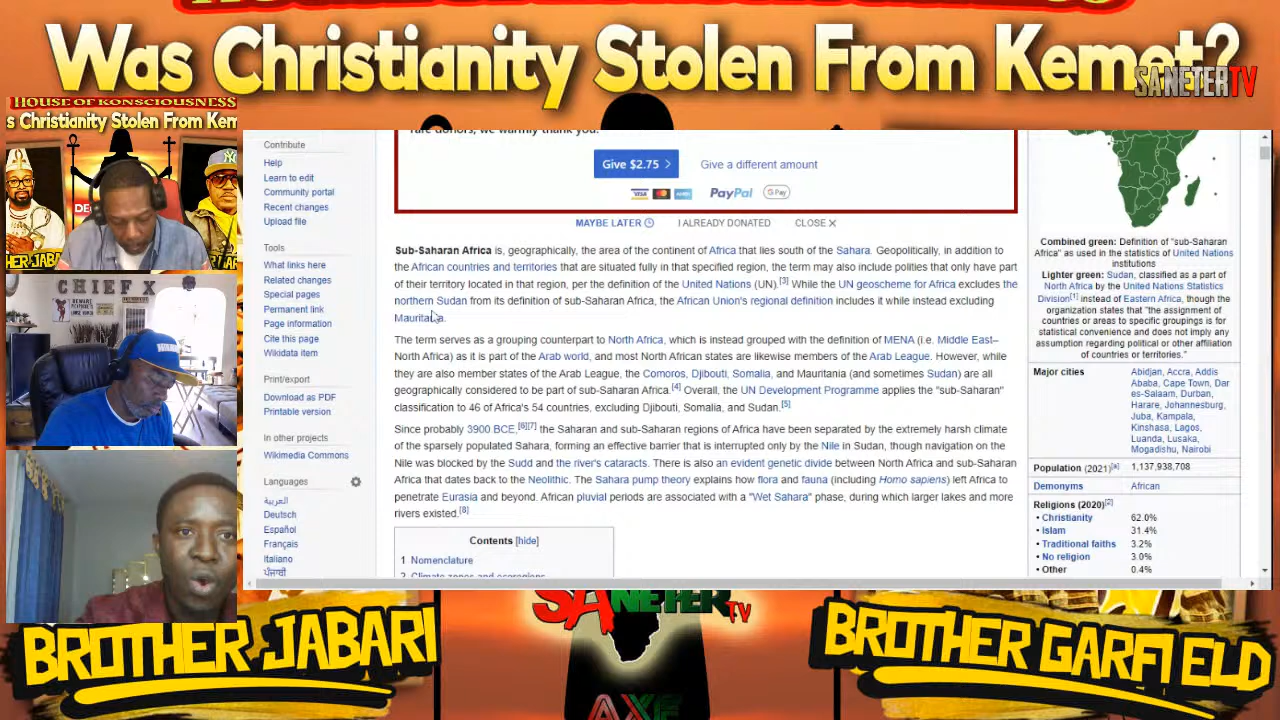 Was Christianity Stolen From Kemet?
SANETERTV
HOUSE OF KONSCIOUSNESS
s Christianity Stolen From Kem
CHIEF X
Contribute
Help
Learn to edit
Community portal
Recent changes
Upload file
Tools
What links here
Related changes
Special pages
Permanent link
Page information
Cite this page
Wikidata item
Print/export
Download as PDF
Printable version
In other projects
Wikimedia Commons
Languages
العربية
Deutsch
Español
Français
Italiano
ਪੰਜਾਬੀ
rare donors, we warmly thank you.
Give $2.75 >
Give a different amount
VISA
PayPal
G Pay
MAYBE LATER
I ALREADY DONATED
CLOSE X
Sub-Saharan Africa is, geographically, the area of the continent of Africa that lies south of the Sahara. Geopolitically, in addition to
the African countries and territories that are situated fully in that specified region, the term may also include polities that only have part
of their territory located in that region, per the definition of the United Nations (UN).[3] While the UN geoscheme for Africa excludes the
northern Sudan from its definition of sub-Saharan Africa, the African Union's regional definition includes it while instead excluding
Mauritania.
The term serves as a grouping counterpart to North Africa, which is instead grouped with the definition of MENA (i.e. Middle East–
North Africa) as it is part of the Arab world, and most North African states are likewise members of the Arab League. However, while
they are also member states of the Arab League, the Comoros, Djibouti, Somalia, and Mauritania (and sometimes Sudan) are all
geographically considered to be part of sub-Saharan Africa.[4] Overall, the UN Development Programme applies the "sub-Saharan"
classification to 46 of Africa's 54 countries, excluding Djibouti, Somalia, and Sudan.[5]
Since probably 3900 BCE,[6][7] the Saharan and sub-Saharan regions of Africa have been separated by the extremely harsh climate
of the sparsely populated Sahara, forming an effective barrier that is interrupted only by the Nile in Sudan, though navigation on the
Nile was blocked by the Sudd and the river's cataracts. There is also an evident genetic divide between North Africa and sub-Saharan
Africa that dates back to the Neolithic. The Sahara pump theory explains how flora and fauna (including Homo sapiens) left Africa to
penetrate Eurasia and beyond. African pluvial periods are associated with a "Wet Sahara" phase, during which larger lakes and more
rivers existed.[8]
Contents [hide]
1 Nomenclature
2 Climate zones and ecoregions
Combined green: Definition of "sub-Saharan
Africa" as used in the statistics of United Nations
institutions
Lighter green: Sudan, classified as a part of
North Africa by the United Nations Statistics
Division[1] instead of Eastern Africa, though the
organization states that "the assignment of
countries or areas to specific groupings is for
statistical convenience and does not imply any
assumption regarding political or other affiliation
of countries or territories."
Major cities
Abidjan, Accra, Addis
Ababa, Cape Town, Dar
es-Salaam, Durban,
Harare, Johannesburg,
Juba, Kampala,
Kinshasa, Lagos,
Luanda, Lusaka,
Mogadishu, Nairobi
Population (2021)[a] 1,137,938,708
Demonyms African
Religions (2020)[2]
• Christianity 62.0%
• Islam 31.4%
• Traditional faiths 3.2%
• No religion 3.0%
• Other 0.4%
SANETER TV
BROTHER JABARI
BROTHER GARFIELD
AXE